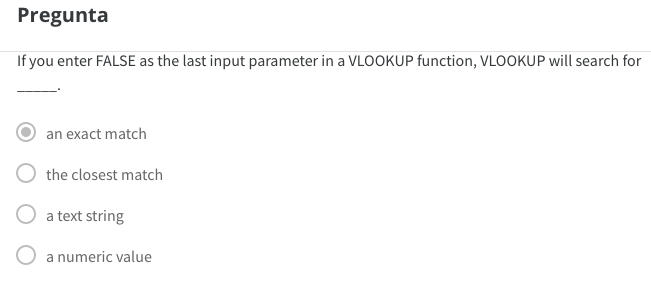 Pregunta
If you enter FALSE as the last input parameter in a VLOOKUP function, VLOOKUP will search for
_____.
an exact match
the closest match
a text string
a numeric value